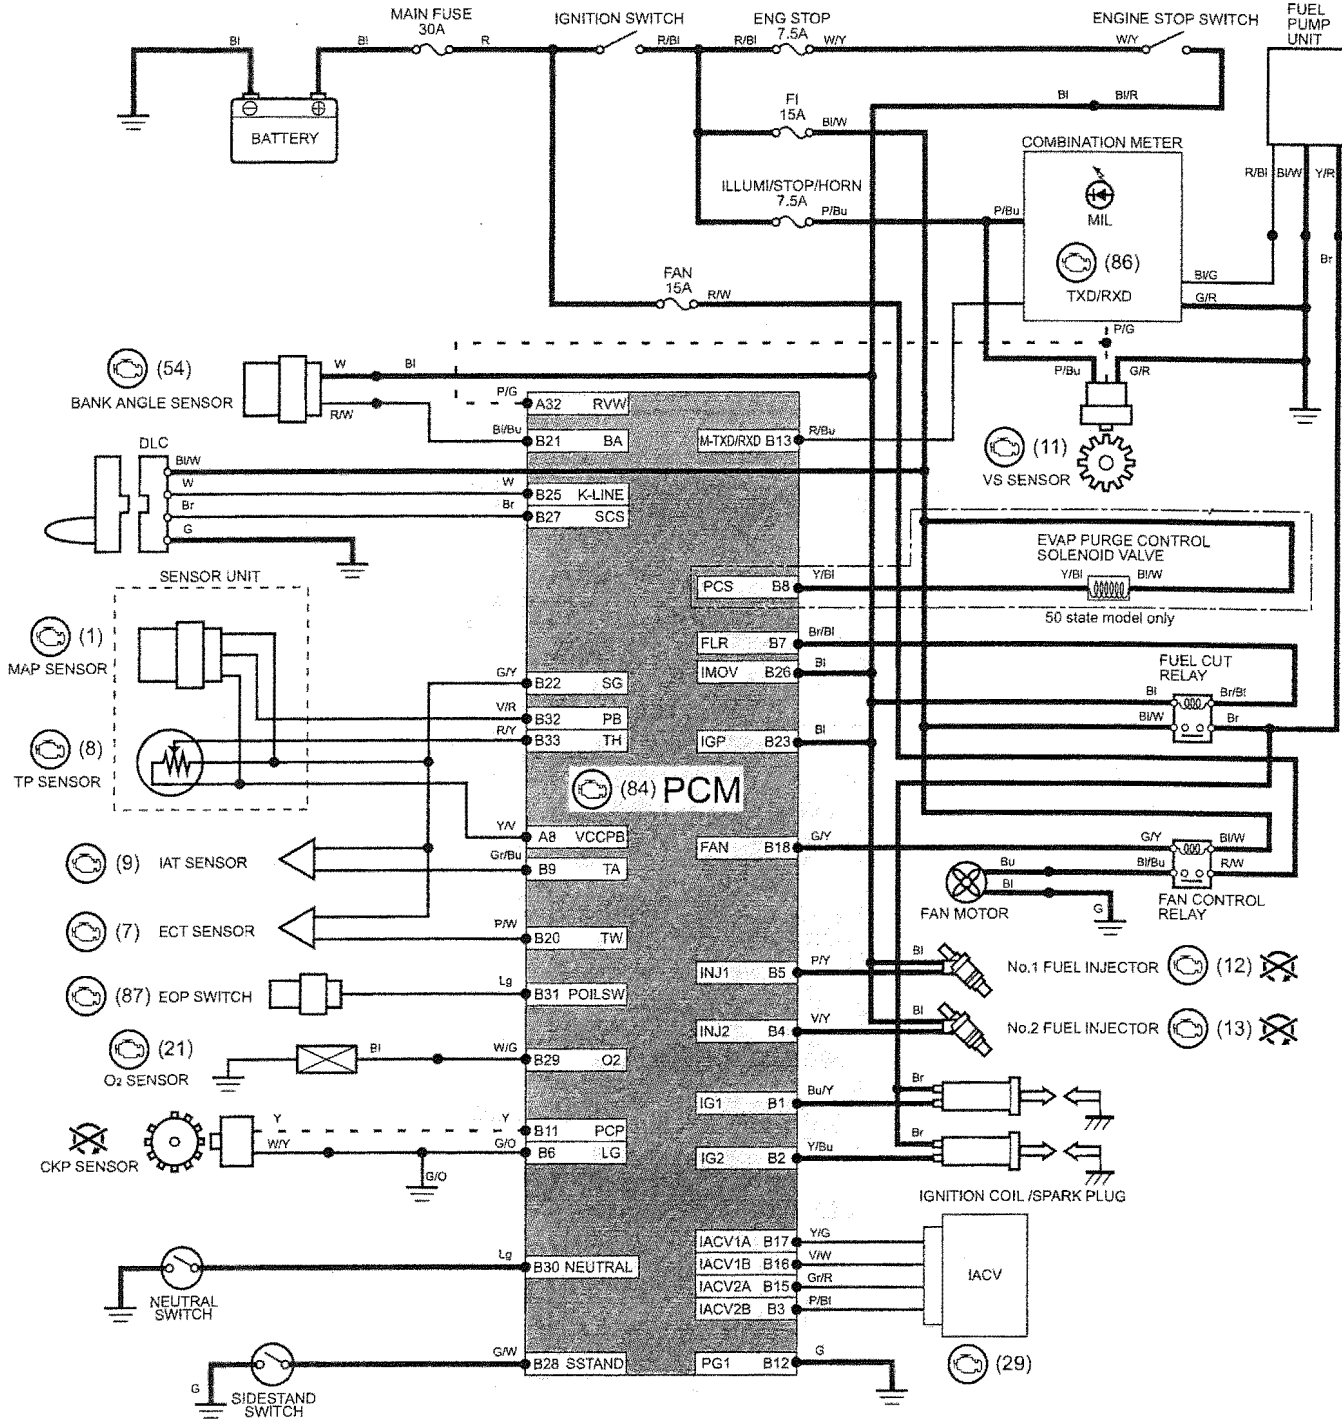 MAIN FUSE
30A
IGNITION SWITCH
ENG STOP
7.5A
ENGINE STOP SWITCH
FUEL
PUMP
UNIT
Bl
Bl
R
R/Bl
R/Bl
W/Y
W/Y
BATTERY
FI
15A
Bl/W
Bl
Bl/R
COMBINATION METER
MIL
(86)
TXD/RXD
ILLUMI/STOP/HORN
7.5A
P/Bu
P/Bu
R/Bl
Bl/W
Y/R
Br
Bl/G
G/R
FAN
15A
R/W
P/G
P/Bu
G/R
(54)
BANK ANGLE SENSOR
W
Bl
R/W
P/G
A32 RVW
Bl/Bu
B21 BA
M-TXD/RXD B13
R/Bu
(11)
VS SENSOR
DLC
Bl/W
W
W
B25 K-LINE
Br
Br
B27 SCS
G
EVAP PURGE CONTROL
SOLENOID VALVE
PCS B8
Y/Bl
Y/Bl
Bl/W
50 state model only
SENSOR UNIT
(1)
MAP SENSOR
FLR B7
Br/Bl
IMOV B26
Bl
FUEL CUT
RELAY
Bl
Br/Bl
Bl/W
Br
G/Y
B22 SG
V/R
B32 PB
R/Y
B33 TH
IGP B23
Bl
(8)
TP SENSOR
(84) PCM
Y/V
A8 VCCPB
FAN B18
G/Y
G/Y
Bl/W
Bl/Bu
R/W
FAN CONTROL
RELAY
Bu
Bl
G
FAN MOTOR
(9) IAT SENSOR
Gr/Bu
B9 TA
(7) ECT SENSOR
P/W
B20 TW
INJ1 B5
P/Y
Bl
No.1 FUEL INJECTOR (12)
(87) EOP SWITCH
Lg
B31 POILSW
INJ2 B4
V/Y
Bl
No.2 FUEL INJECTOR (13)
(21)
O2 SENSOR
Bl
W/G
B29 O2
IG1 B1
Bu/Y
Br
CKP SENSOR
Y
Y
B11 PCP
W/Y
G/O
B6 LG
G/O
IG2 B2
Y/Bu
Br
IGNITION COIL /SPARK PLUG
IACV1A B17
Y/G
IACV1B B16
V/W
IACV2A B15
Gr/R
IACV2B B3
P/Bl
IACV
(29)
NEUTRAL
SWITCH
Lg
B30 NEUTRAL
G
SIDESTAND
SWITCH
G/W
B28 SSTAND
PG1 B12
G